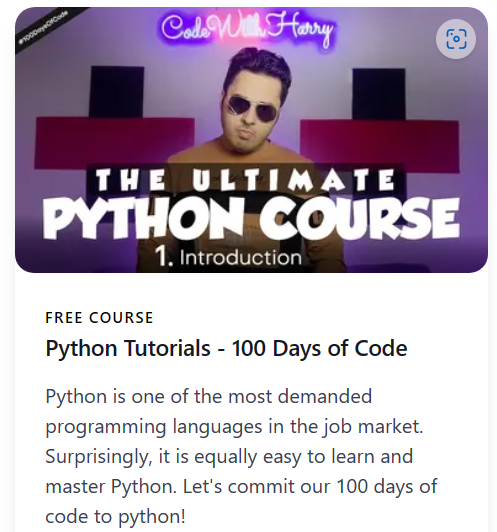 #100DaysOfCode
CodeWithHarry
THE ULTIMATE
PYTHON COURSE
1. Introduction
FREE COURSE
Python Tutorials - 100 Days of Code
Python is one of the most demanded
programming languages in the job market.
Surprisingly, it is equally easy to learn and
master Python. Let's commit our 100 days of
code to python!